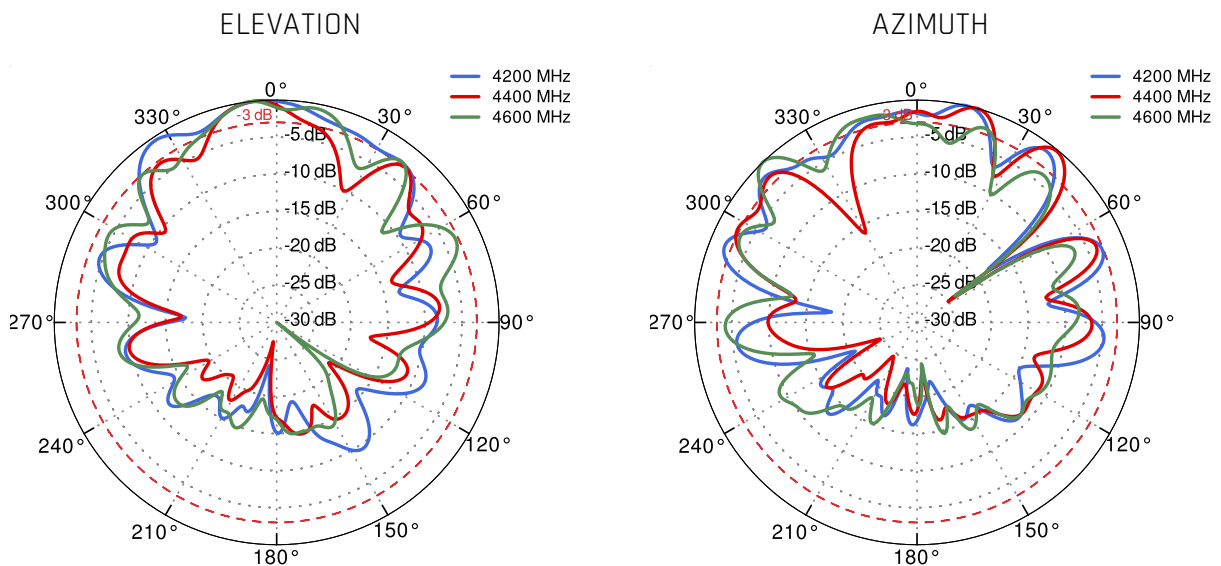 ELEVATION
4200 MHz
4400 MHz
4600 MHz
0°
30°
60°
90°
120°
150°
180°
210°
240°
270°
300°
330°
-3 dB
-5 dB
-10 dB
-15 dB
-20 dB
-25 dB
-30 dB
AZIMUTH
4200 MHz
4400 MHz
4600 MHz
0°
30°
60°
90°
120°
150°
180°
210°
240°
270°
300°
330°
-3 dB
-5 dB
-10 dB
-15 dB
-20 dB
-25 dB
-30 dB